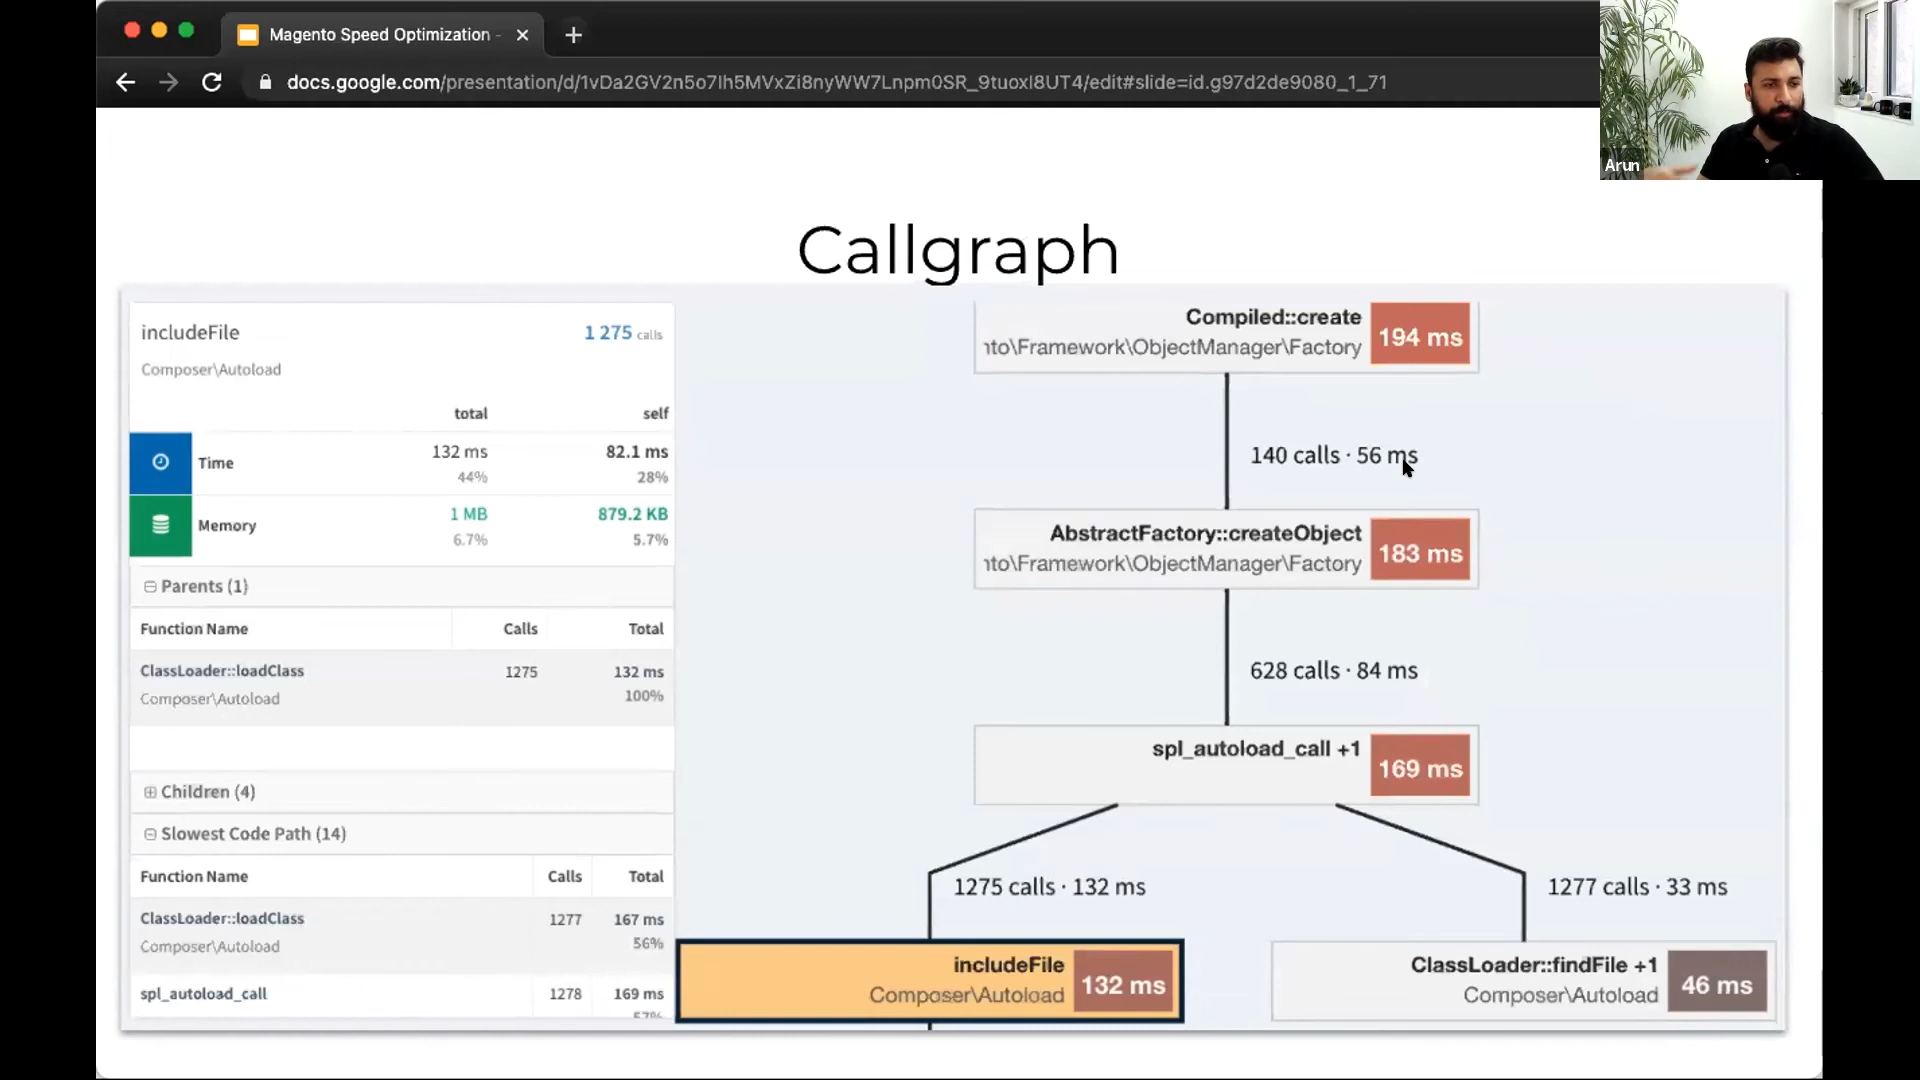 Magento Speed Optimization -
docs.google.com/presentation/d/1vDa2GV2n5o7lh5MVxZi8nyWW7Lnpm0SR_9tuoxI8UT4/edit#slide=id.g97d2de9080_1_71
Arun
Callgraph
includeFile 1 275 calls
Composer\Autoload
total self
Time 132 ms 82.1 ms
44% 28%
Memory 1 MB 879.2 KB
6.7% 5.7%
Parents (1)
Function Name Calls Total
ClassLoader::loadClass 1275 132 ms
Composer\Autoload 100%
Children (4)
Slowest Code Path (14)
Function Name Calls Total
ClassLoader::loadClass 1277 167 ms
Composer\Autoload 56%
spl_autoload_call 1278 169 ms
57%
Compiled::create 194 ms
nto\Framework\ObjectManager\Factory
140 calls · 56 ms
AbstractFactory::createObject 183 ms
nto\Framework\ObjectManager\Factory
628 calls · 84 ms
spl_autoload_call +1 169 ms
1275 calls · 132 ms
1277 calls · 33 ms
includeFile 132 ms
Composer\Autoload
ClassLoader::findFile +1 46 ms
Composer\Autoload